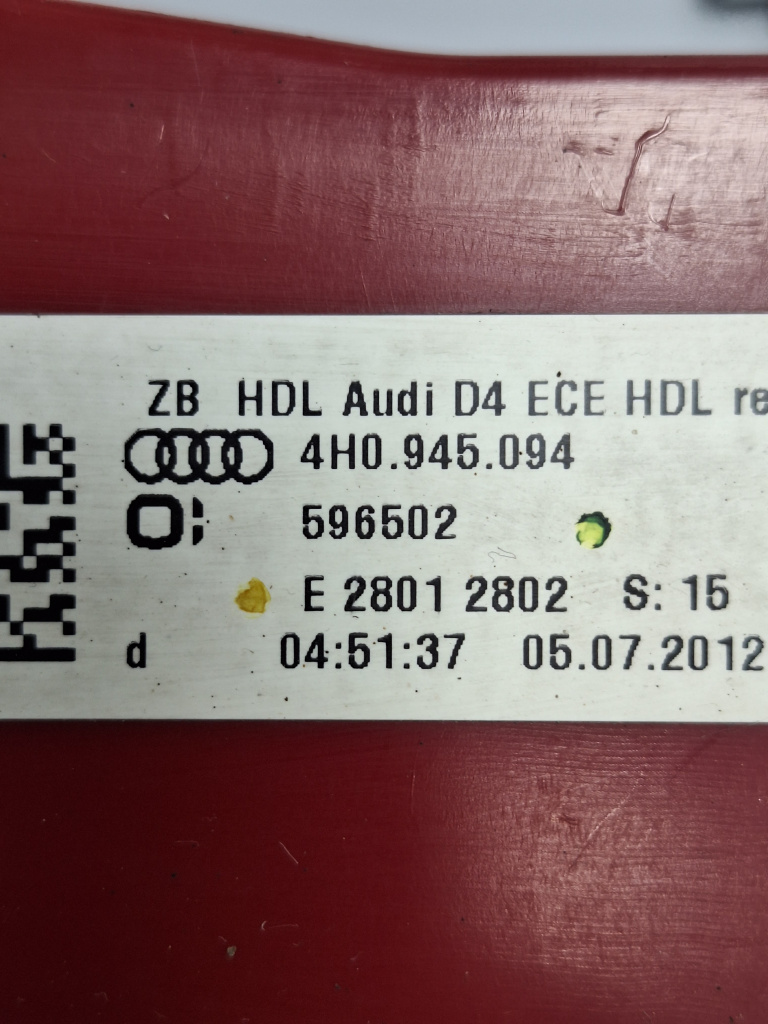 ZB HDL Audi D4 ECE HDL re
4H0.945.094
596502
E 2801 2802 S: 15
d 04:51:37 05.07.2012